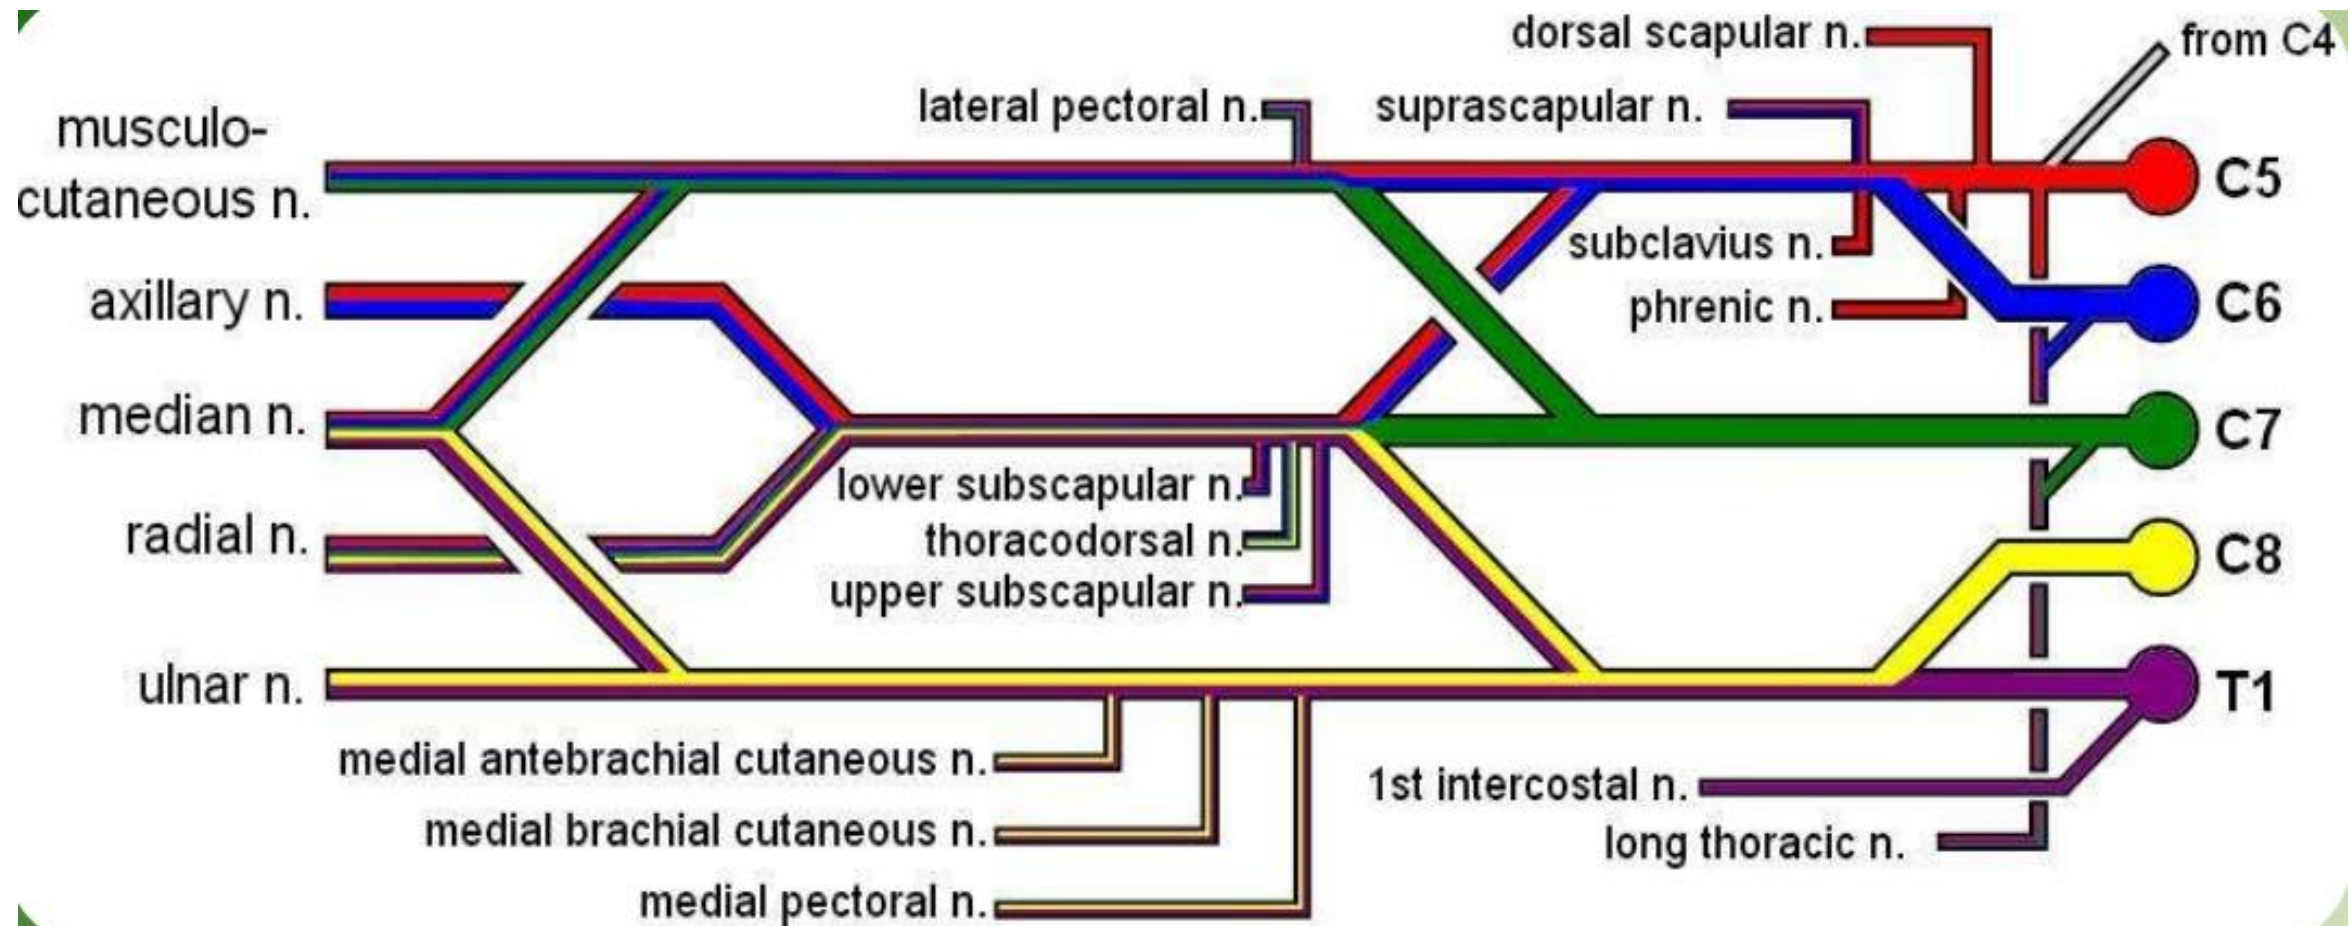 dorsal scapular n.
from C4
lateral pectoral n.
suprascapular n.
musculo-
cutaneous n.
C5
subclavius n.
axillary n.
phrenic n.
C6
median n.
C7
lower subscapular n.
radial n.
thoracodorsal n.
C8
upper subscapular n.
ulnar n.
T1
medial antebrachial cutaneous n.
1st intercostal n.
medial brachial cutaneous n.
long thoracic n.
medial pectoral n.